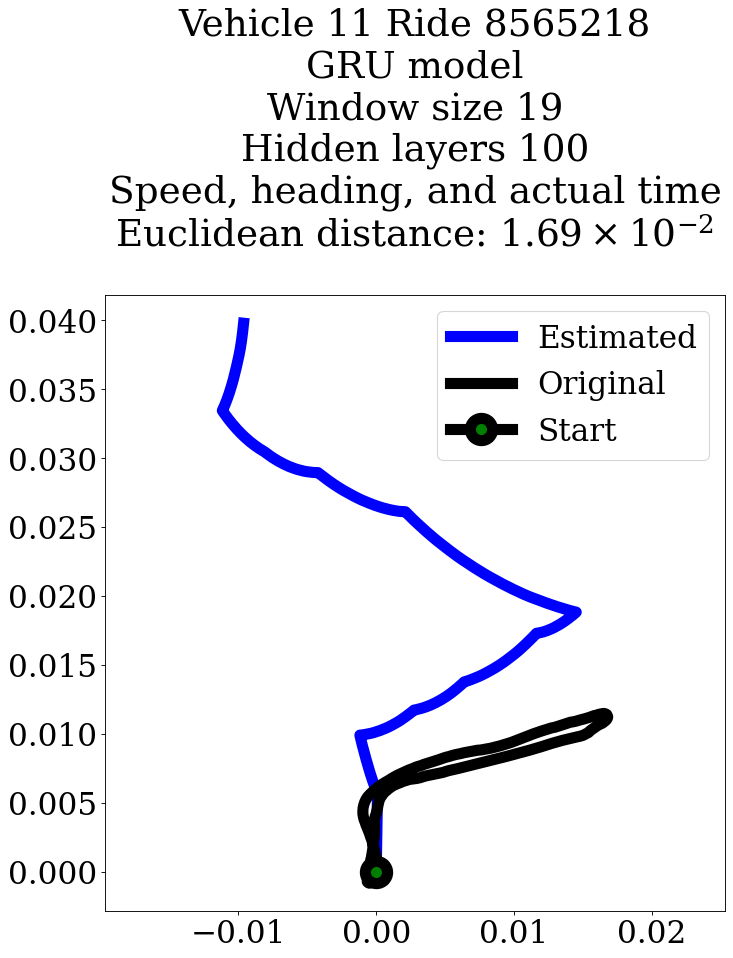 Vehicle 11 Ride 8565218
GRU model
Window size 19
Hidden layers 100
Speed, heading, and actual time
Euclidean distance: 1.69 × 10⁻²
0.040
0.035
0.030
0.025
0.020
0.015
0.010
0.005
0.000
Estimated
Original
Start
−0.01 0.00 0.01 0.02